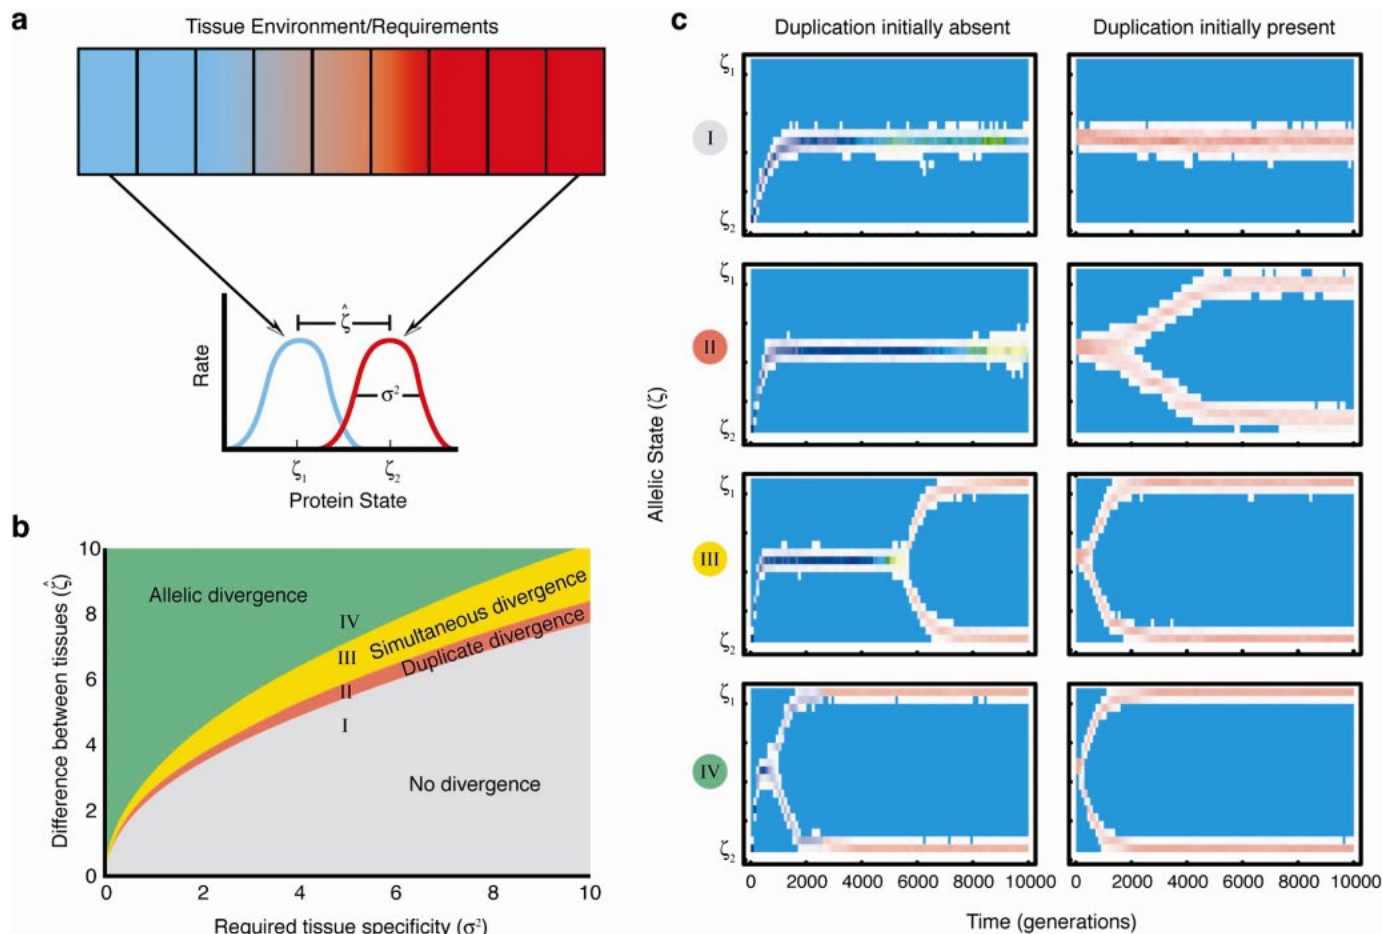 a
Tissue Environment/Requirements
ζ̂
σ²
Rate
ζ₁
ζ₂
Protein State
b
10
8
6
4
2
0
Difference between tissues (ζ̂)
Allelic divergence
Simultaneous divergence
Duplicate divergence
No divergence
IV
III
II
I
0
2
4
6
8
10
Required tissue specificity (σ²)
c
Duplication initially absent
Duplication initially present
Allelic State (ζ)
I
ζ₁
ζ₂
II
ζ₁
ζ₂
III
ζ₁
ζ₂
IV
ζ₁
ζ₂
0 2000 4000 6000 8000 10000
0 2000 4000 6000 8000 10000
Time (generations)